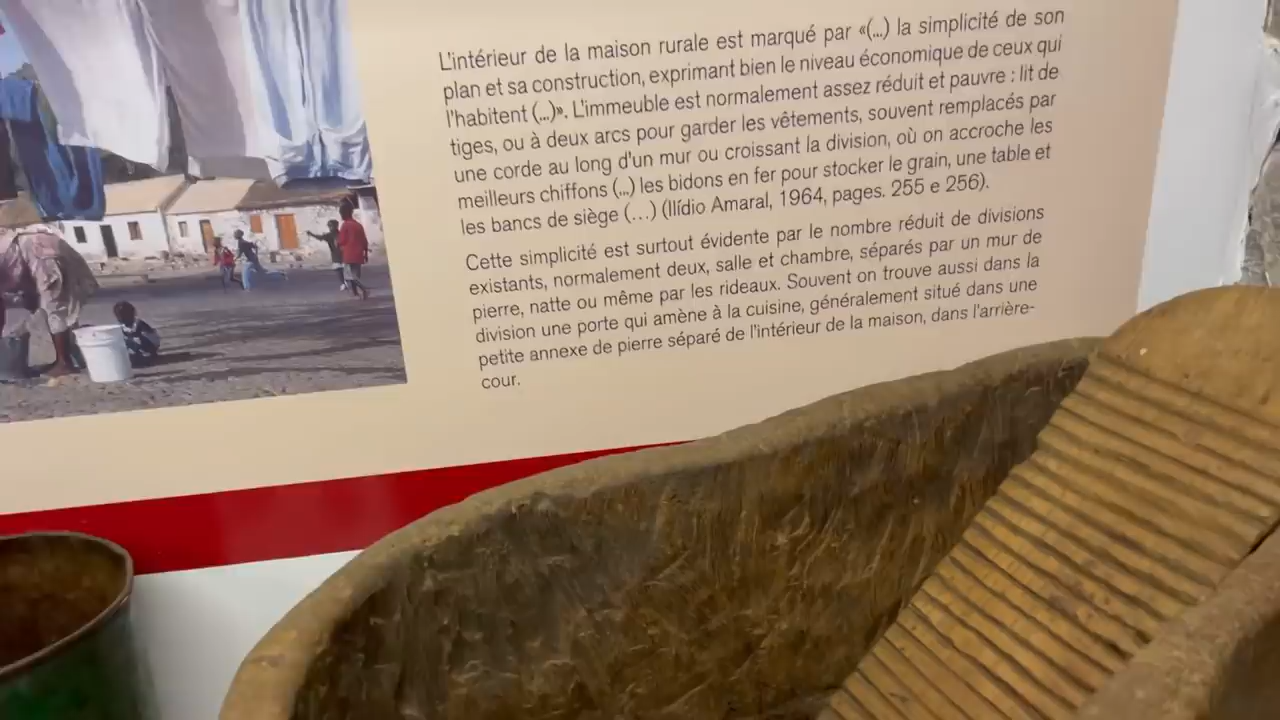 L'intérieur de la maison rurale est marqué par «(...) la simplicité de son
plan et sa construction, exprimant bien le niveau économique de ceux qui
l'habitent (...)». L'immeuble est normalement assez réduit et pauvre : lit de
tiges, ou à deux arcs pour garder les vêtements, souvent remplacés par
une corde au long d'un mur ou croissant la division, où on accroche les
meilleurs chiffons (...) les bidons en fer pour stocker le grain, une table et
les bancs de siège (...) (Ilídio Amaral, 1964, pages. 255 e 256).
Cette simplicité est surtout évidente par le nombre réduit de divisions
existants, normalement deux, salle et chambre, séparés par un mur de
pierre, natte ou même par les rideaux. Souvent on trouve aussi dans la
division une porte qui amène à la cuisine, généralement situé dans une
petite annexe de pierre séparé de l'intérieur de la maison, dans l'arrière-
cour.